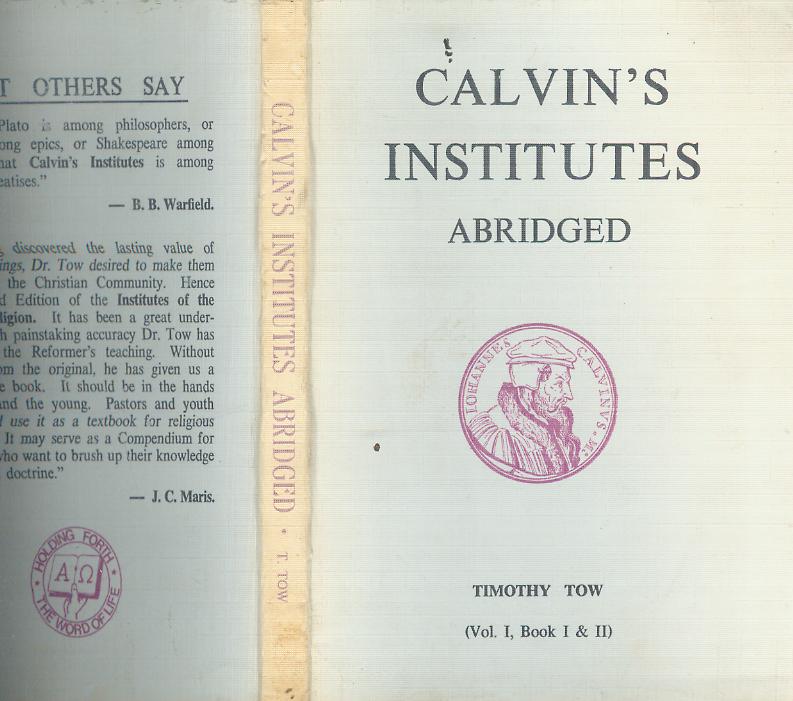 T OTHERS SAY
Plato is among philosophers, or
ong epics, or Shakespeare among
hat Calvin's Institutes is among
eatises."
— B. B. Warfield.
discovered the lasting value of
ings, Dr. Tow desired to make them
the Christian Community. Hence
d Edition of the Institutes of the
ligion. It has been a great under-
h painstaking accuracy Dr. Tow has
the Reformer's teaching. Without
om the original, he has given us a
e book. It should be in the hands
and the young. Pastors and youth
use it as a textbook for religious
It may serve as a Compendium for
who want to brush up their knowledge
doctrine."
— J. C. Maris.
HOLDING FORTH
A Ω
THE WORD OF LIFE
CALVIN'S INSTITUTES ABRIDGED • T. TOW
CALVIN'S
INSTITUTES
ABRIDGED
IOHANNES CALVINVS. M.
TIMOTHY TOW
(Vol. I, Book I & II)